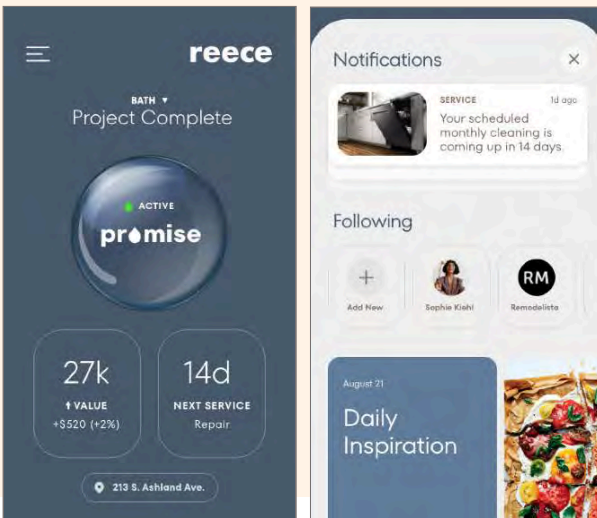 reece
BATH ▼
Project Complete
ACTIVE
promise
27k
↑ VALUE
+$520 (+2%)
14d
NEXT SERVICE
Repair
213 S. Ashland Ave.
Notifications
SERVICE
1d ago
Your scheduled
monthly cleaning is
coming up in 14 days.
Following
Add New
Sophie Kiehl
RM
Remodelista
August 21
Daily
Inspiration